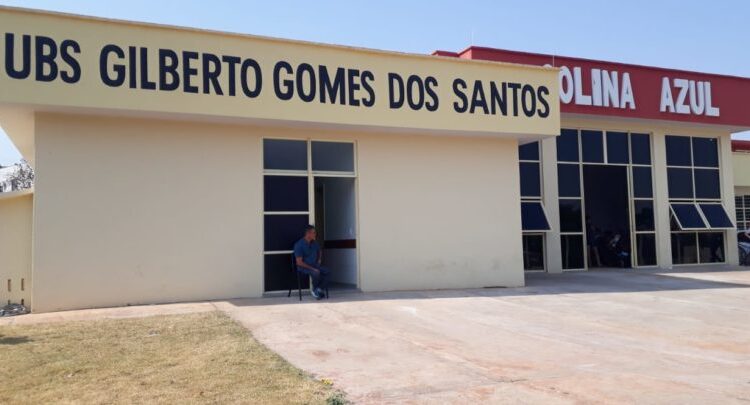 UBS GILBERTO GOMES DOS SANTOS
OLINA AZUL